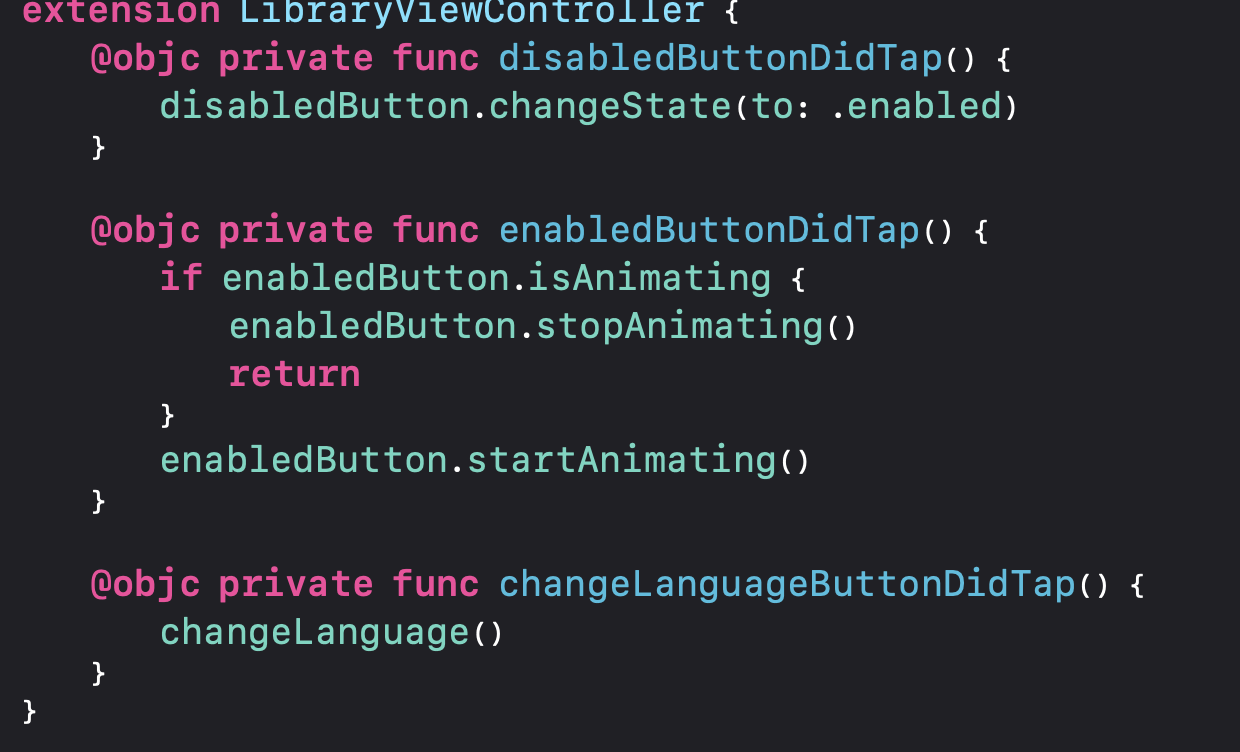 extension LibraryViewController {
    @objc private func disabledButtonDidTap() {
        disabledButton.changeState(to: .enabled)
    }

    @objc private func enabledButtonDidTap() {
        if enabledButton.isAnimating {
            enabledButton.stopAnimating()
            return
        }
        enabledButton.startAnimating()
    }

    @objc private func changeLanguageButtonDidTap() {
        changeLanguage()
    }
}